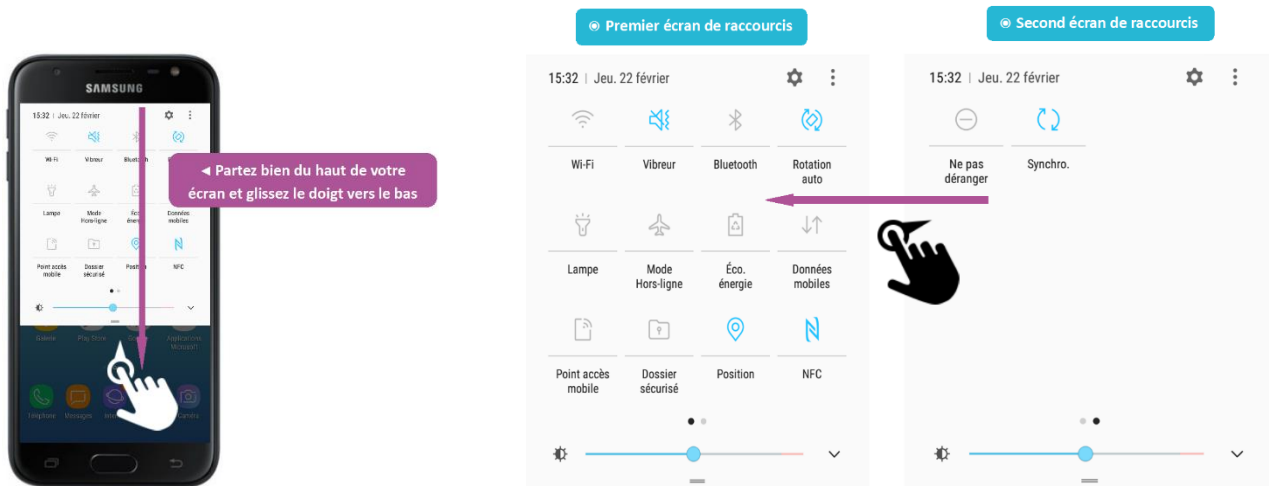 ◉ Premier écran de raccourcis
◉ Second écran de raccourcis
SAMSUNG
15:32 | Jeu. 22 février
Wi-Fi Vibreur Bluetooth
Lampe Mode Hors-ligne Éco. énergie Données mobiles
Point accès mobile Dossier sécurisé Position NFC
Galerie Play Store Applications Microsoft
Téléphone Messages
◄ Partez bien du haut de votre
écran et glissez le doigt vers le bas
15:32 | Jeu. 22 février
Wi-Fi Vibreur Bluetooth Rotation
auto
Lampe Mode Éco. Données
Hors-ligne énergie mobiles
Point accès Dossier Position NFC
mobile sécurisé
15:32 | Jeu. 22 février
Ne pas Synchro.
déranger